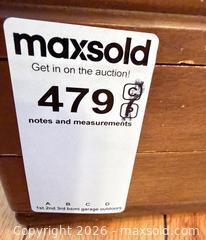 maxsold
Get in on the auction!
479
notes and measurements
A B C D
1st 2nd 3rd bsmt garage outdoors
Copyright 2026 - maxsold.com